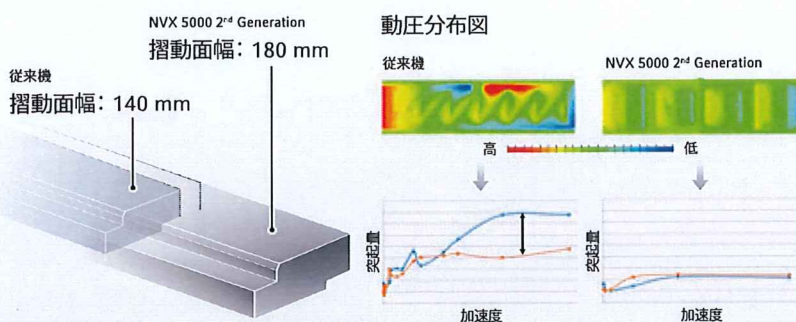 NVX 5000 2nd Generation
摺動面幅： 180 mm
従来機
摺動面幅： 140 mm
動圧分布図
従来機
NVX 5000 2nd Generation
高
低
突起量
加速度
突起量
加速度